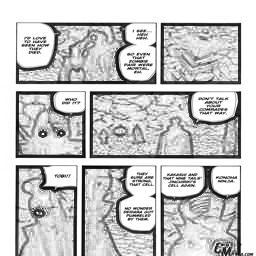 I'D LOVE TO
HAVE SEEN
HOW THEY
DIED.
I SEE...
HEH
HEH.
SO EVEN
THAT
ZOMBIE
PAIR WERE
MORTAL,
EH.
WHO
DID IT?
DON'T TALK
ABOUT
YOUR
COMRADES
THAT WAY.
TOBI!!
THEY
SURE ARE
STRONG,
THAT CELL.
NO WONDER
DEIDARA GOT
PUMMELED
BY THEM.
KAKASHI AND
THAT NINE TAILS'
JINCHURIKI'S
CELL AGAIN.
KONOHA
NINJA.